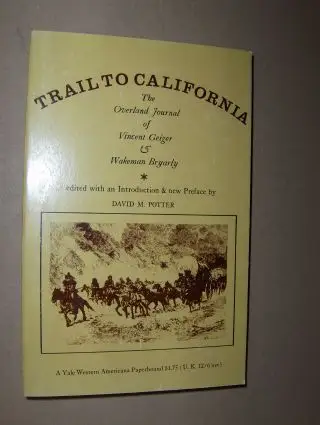 TRAIL TO CALIFORNIA
The
Overland Journal
of
Vincent Geiger
&
Wakeman Bryarly
*
edited with an Introduction & new Preface by
DAVID M. POTTER
A Yale Western Americana Paperbound $1.75 (U. K. 12/6 net)